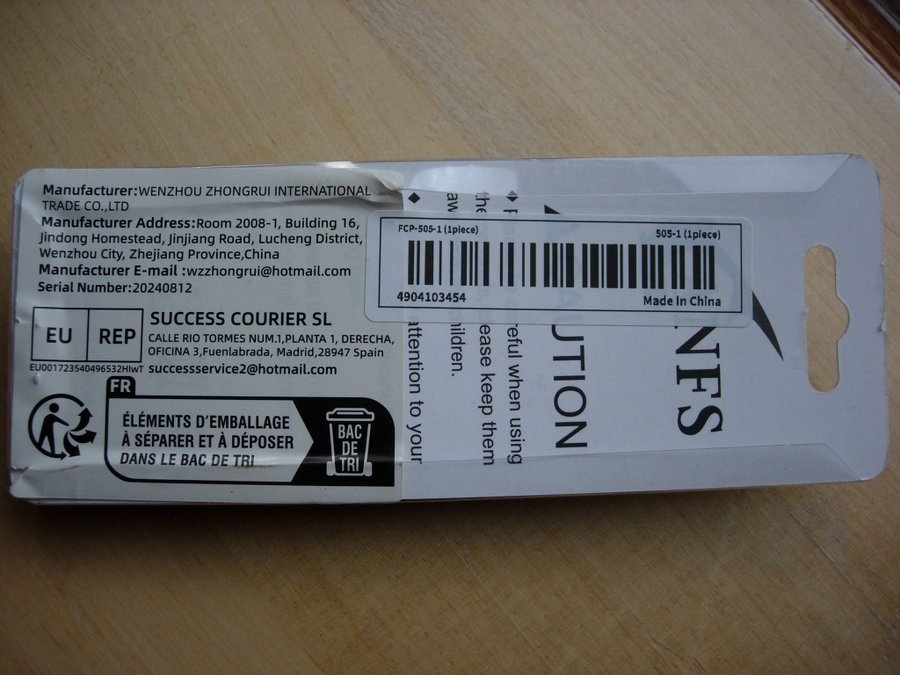 Manufacturer:WENZHOU ZHONGRUI INTERNATIONAL
TRADE CO.,LTD
Manufacturer Address:Room 2008-1, Building 16,
Jindong Homestead, Jinjiang Road, Lucheng District,
Wenzhou City, Zhejiang Province,China
Manufacturer E-mail :wzzhongrui@hotmail.com
Serial Number:20240812
EU REP
SUCCESS COURIER SL
CALLE RIO TORMES NUM.1,PLANTA 1, DERECHA,
OFICINA 3,Fuenlabrada, Madrid,28947 Spain
EU001723540496532HIwT
successservice2@hotmail.com
FR
ÉLÉMENTS D'EMBALLAGE
À SÉPARER ET À DÉPOSER
DANS LE BAC DE TRI
BAC
DE
TRI
FCP-505-1 (1piece)
505-1 (1piece)
4904103454
Made In China
NFS
UTION
reful when using
ease keep them
ildren.
attention to your